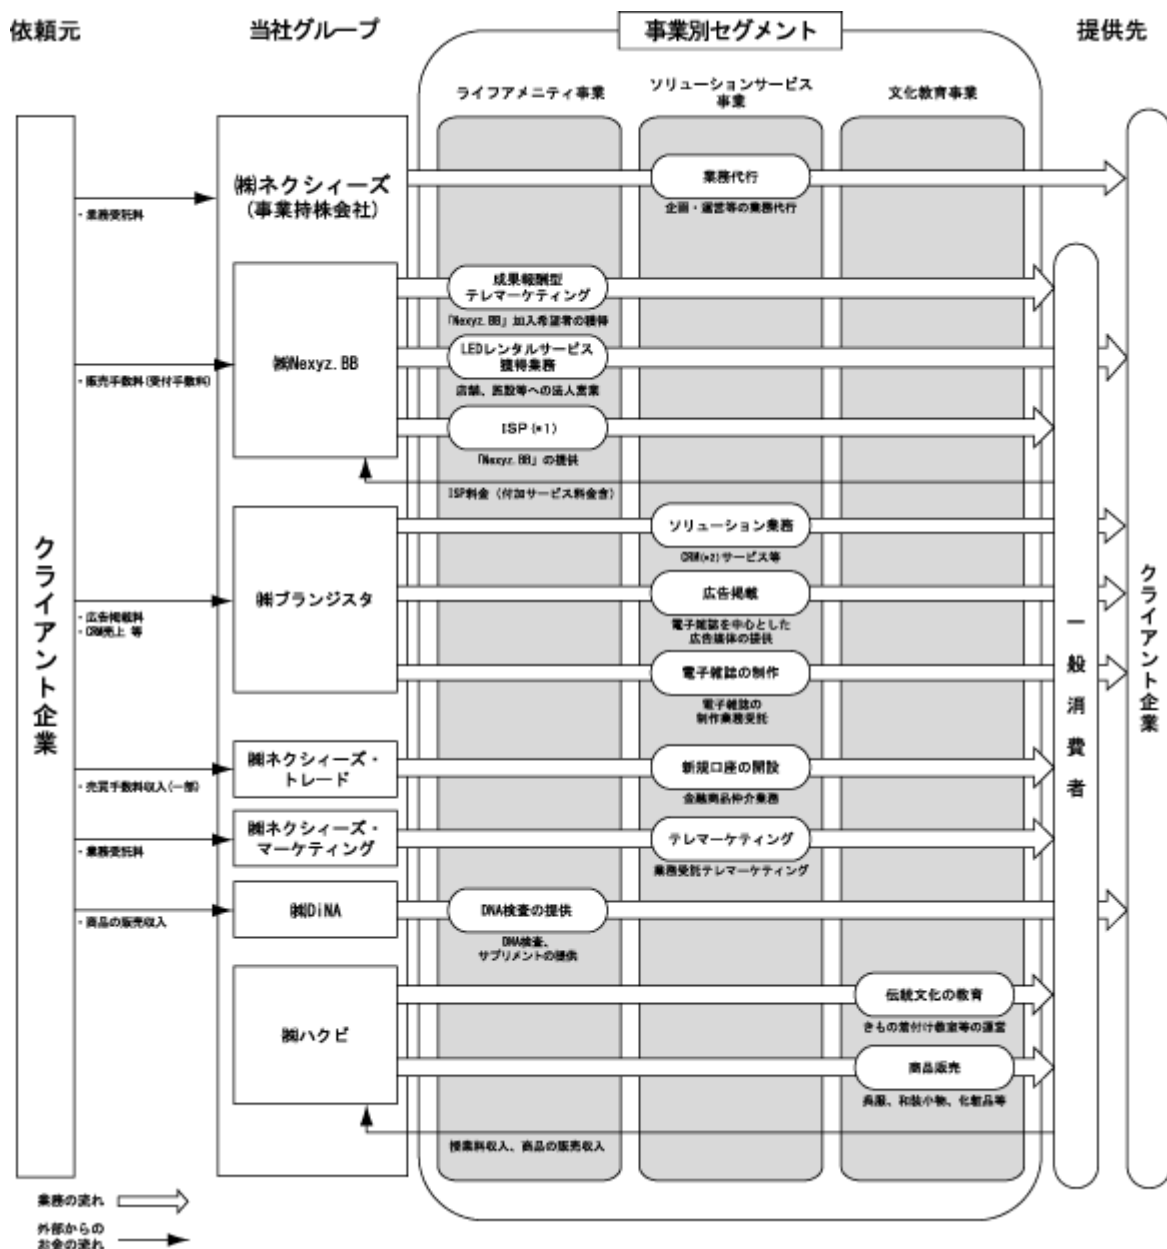 依頼元
当社グループ
事業別セグメント
提供先
ライフアメニティ事業
ソリューションサービス
事業
文化教育事業
㈱ネクシィーズ
(事業持株会社)
・業務受託料
業務代行
企画・運営等の業務代行
成果報酬型
テレマーケティング
「Nexyz.BB」加入希望者の獲得
㈱Nexyz.BB
・販売手数料(受付手数料)
LEDレンタルサービス
獲得業務
店舗、施設等への法人営業
ISP(*1)
「Nexyz.BB」の提供
ISP料金(付加サービス料金含)
ソリューション業務
CRM(*2)サービス等
㈱ブランジスタ
・広告掲載料
・CRM売上 等
広告掲載
電子雑誌を中心とした
広告媒体の提供
電子雑誌の制作
電子雑誌の
制作業務受託
クライアント企業
一般消費者
クライアント企業
㈱ネクシィーズ・
トレード
・売買手数料収入(一部)
新規口座の開設
金融商品仲介業務
㈱ネクシィーズ・
マーケティング
・業務受託料
テレマーケティング
業務受託テレマーケティング
㈱DiNA
・商品の販売収入
DNA検査の提供
DNA検査、
サプリメントの提供
㈱ハクビ
伝統文化の教育
きもの着付け教室等の運営
商品販売
呉服、和装小物、化粧品等
授業料収入、商品の販売収入
業務の流れ
外部からの
お金の流れ